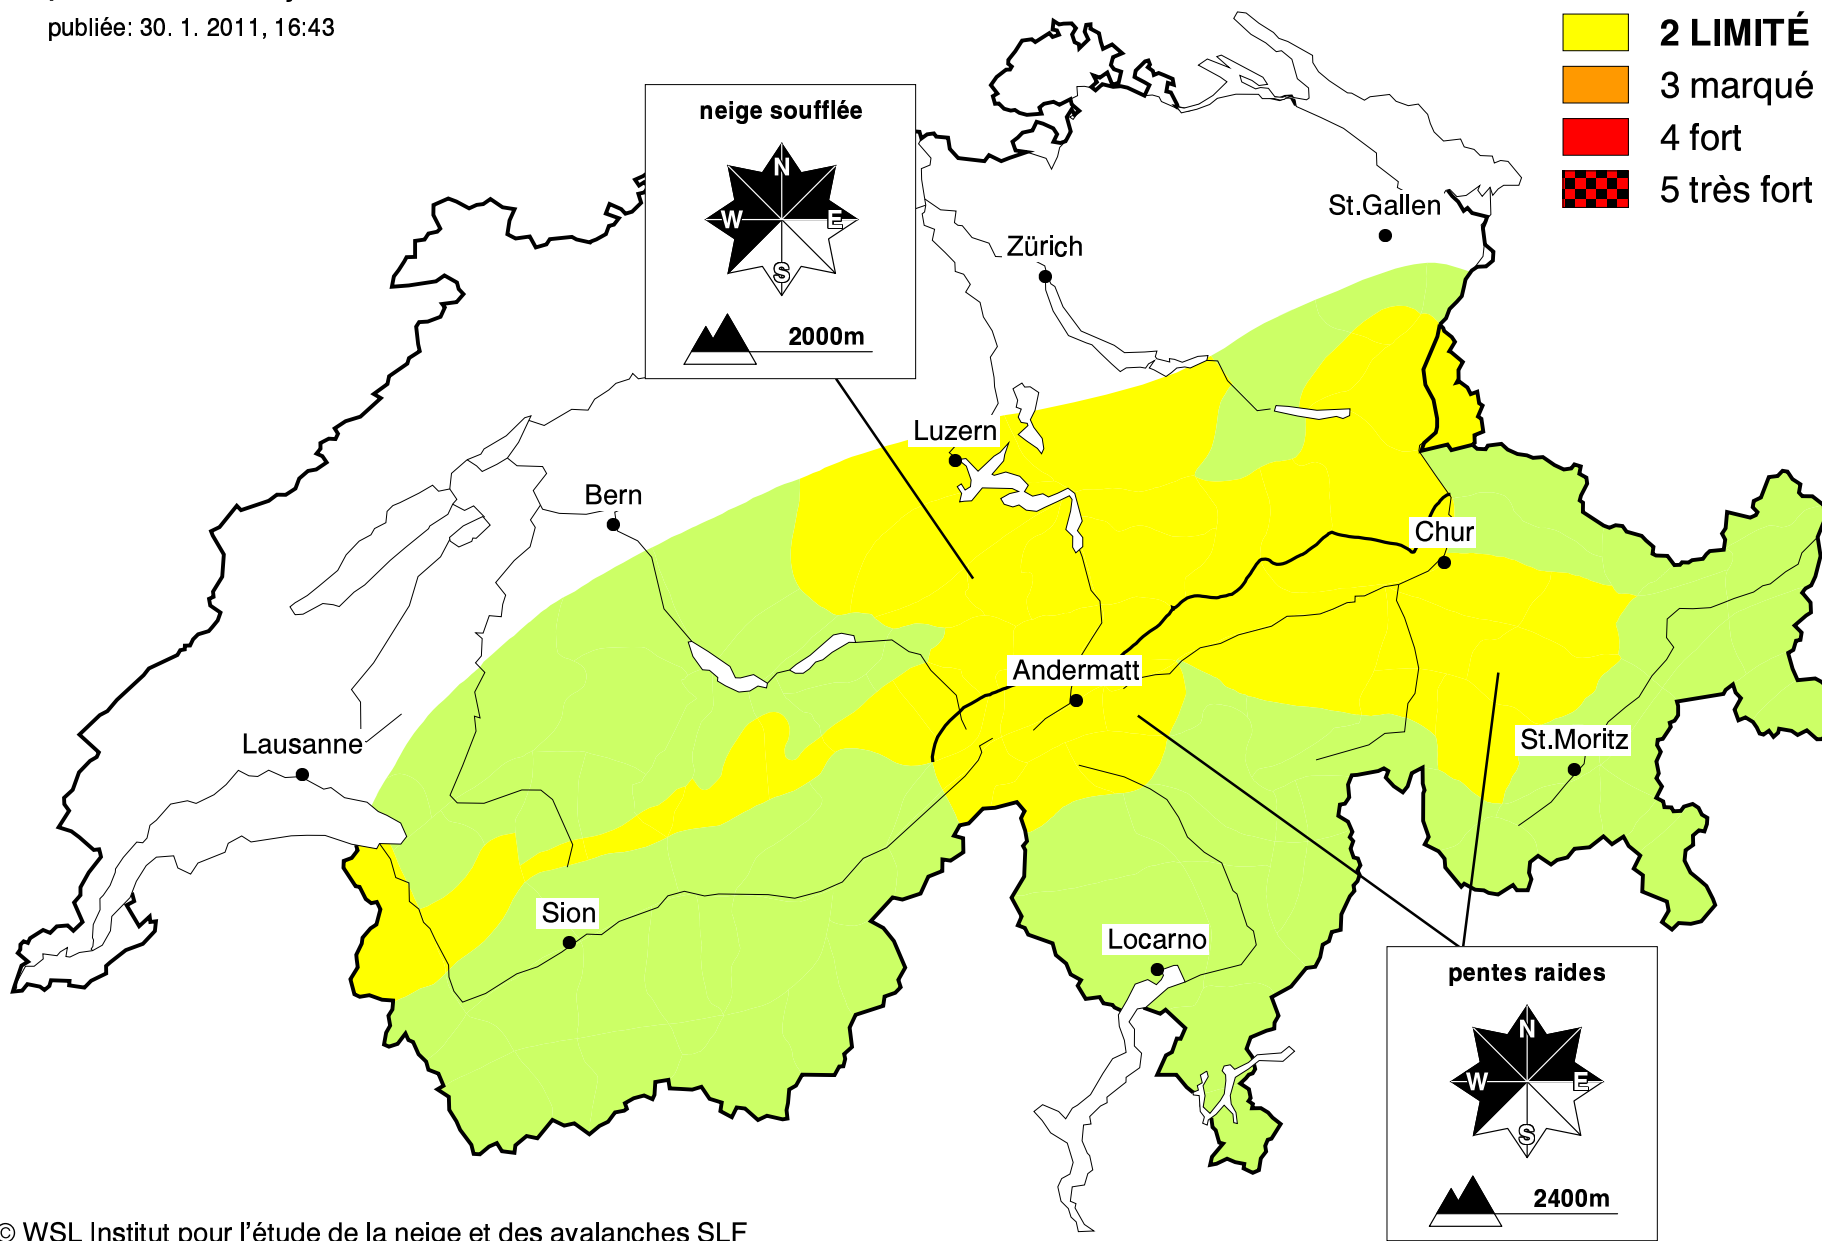 publiée: 30. 1. 2011, 16:43
2 LIMITÉ
3 marqué
4 fort
5 très fort
neige soufflée
N
W E
S
2000m
St.Gallen
Zürich
Luzern
Bern
Chur
Andermatt
Lausanne
St.Moritz
Sion
Locarno
pentes raides
N
W E
S
2400m
© WSL Institut pour l'étude de la neige et des avalanches SLF